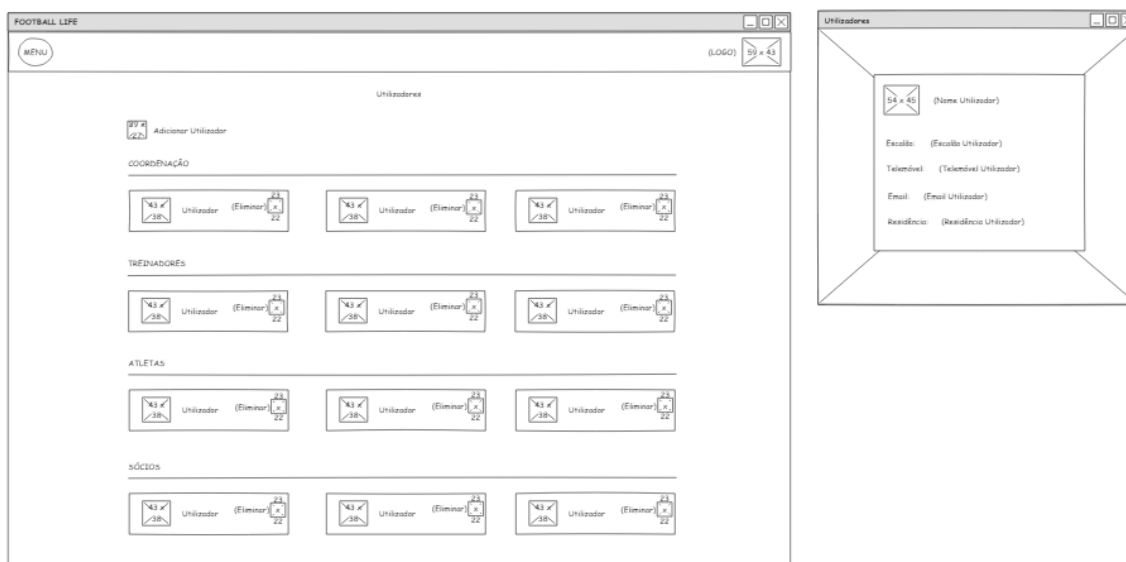 FOOTBALL LIFE
MENU
(LOGO) 59 x 43
Utilizadores
39 x 27
Adicionar Utilizador
COORDENAÇÃO
43 x 38 Utilizador (Eliminar) 23 x 22
43 x 38 Utilizador (Eliminar) 23 x 22
43 x 38 Utilizador (Eliminar) 23 x 22
TREINADORES
43 x 38 Utilizador (Eliminar) 23 x 22
43 x 38 Utilizador (Eliminar) 23 x 22
43 x 38 Utilizador (Eliminar) 23 x 22
ATLETAS
43 x 38 Utilizador (Eliminar) 23 x 22
43 x 38 Utilizador (Eliminar) 23 x 22
43 x 38 Utilizador (Eliminar) 23 x 22
SÓCIOS
43 x 38 Utilizador (Eliminar) 23 x 22
43 x 38 Utilizador (Eliminar) 23 x 22
43 x 38 Utilizador (Eliminar) 23 x 22
Utilizadores
54 x 45 (Nome Utilizador)
Escalão: (Escalão Utilizador)
Telemóvel: (Telemóvel Utilizador)
Email: (Email Utilizador)
Residência: (Residência Utilizador)